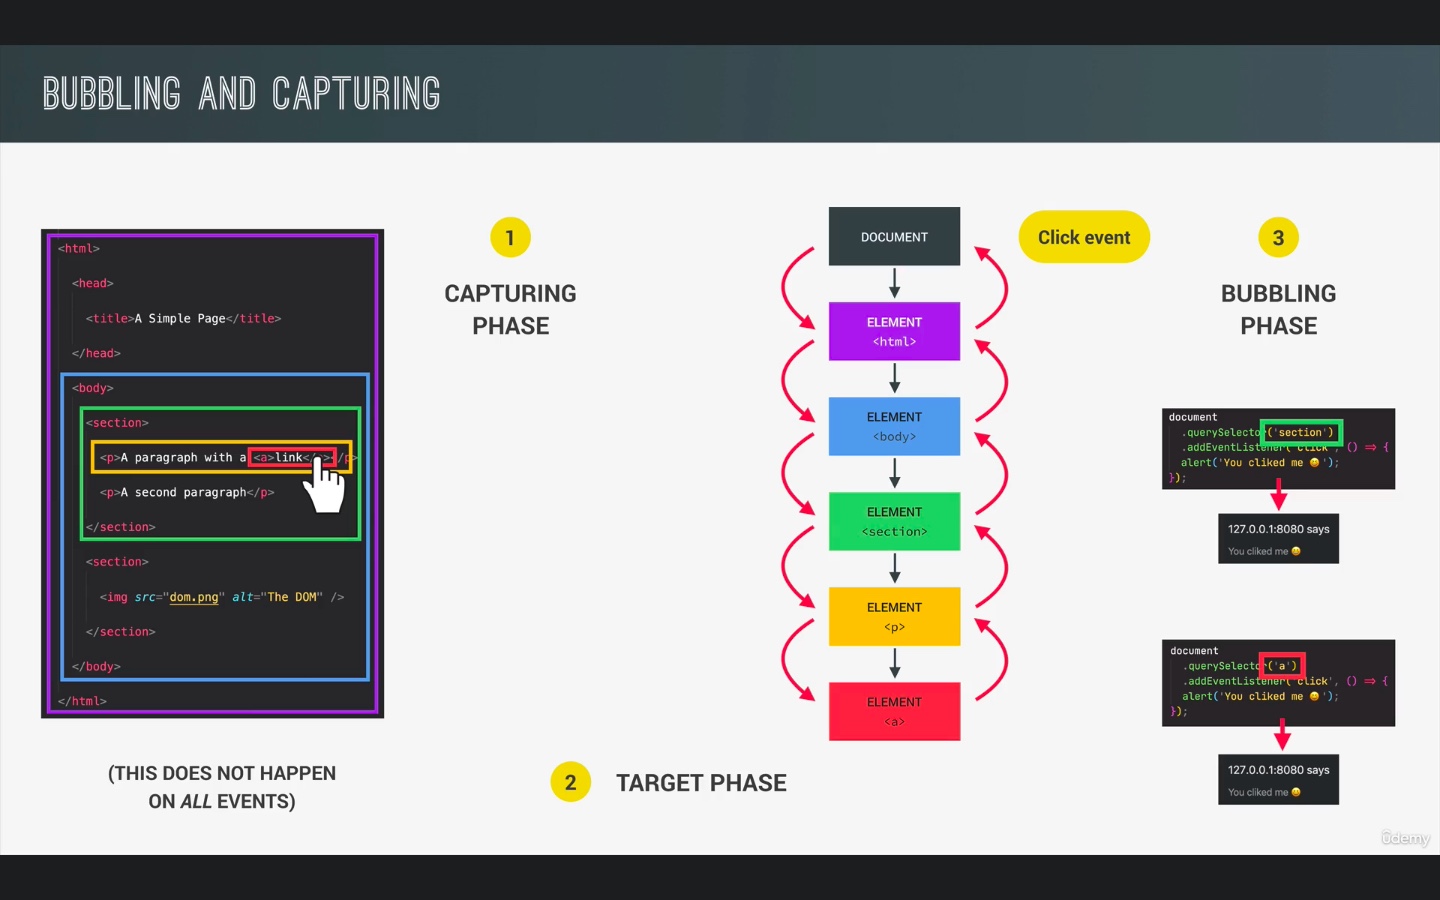 BUBBLING AND CAPTURING
<html>
<head>
<title>A Simple Page</title>
</head>
<body>
<section>
<p>A paragraph with a <a>link</a></p>
<p>A second paragraph</p>
</section>
<section>
<img src="dom.png" alt="The DOM" />
</section>
</body>
</html>
(THIS DOES NOT HAPPEN
ON ALL EVENTS)
1
CAPTURING
PHASE
2
TARGET PHASE
DOCUMENT
ELEMENT
<html>
ELEMENT
<body>
ELEMENT
<section>
ELEMENT
<p>
ELEMENT
<a>
Click event
3
BUBBLING
PHASE
document
.querySelector('section')
.addEventListener('click', () => {
alert('You cliked me 😀');
});
127.0.0.1:8080 says
You cliked me 😀
document
.querySelector('a')
.addEventListener('click', () => {
alert('You cliked me 😀');
});
127.0.0.1:8080 says
You cliked me 😀
ûdemy